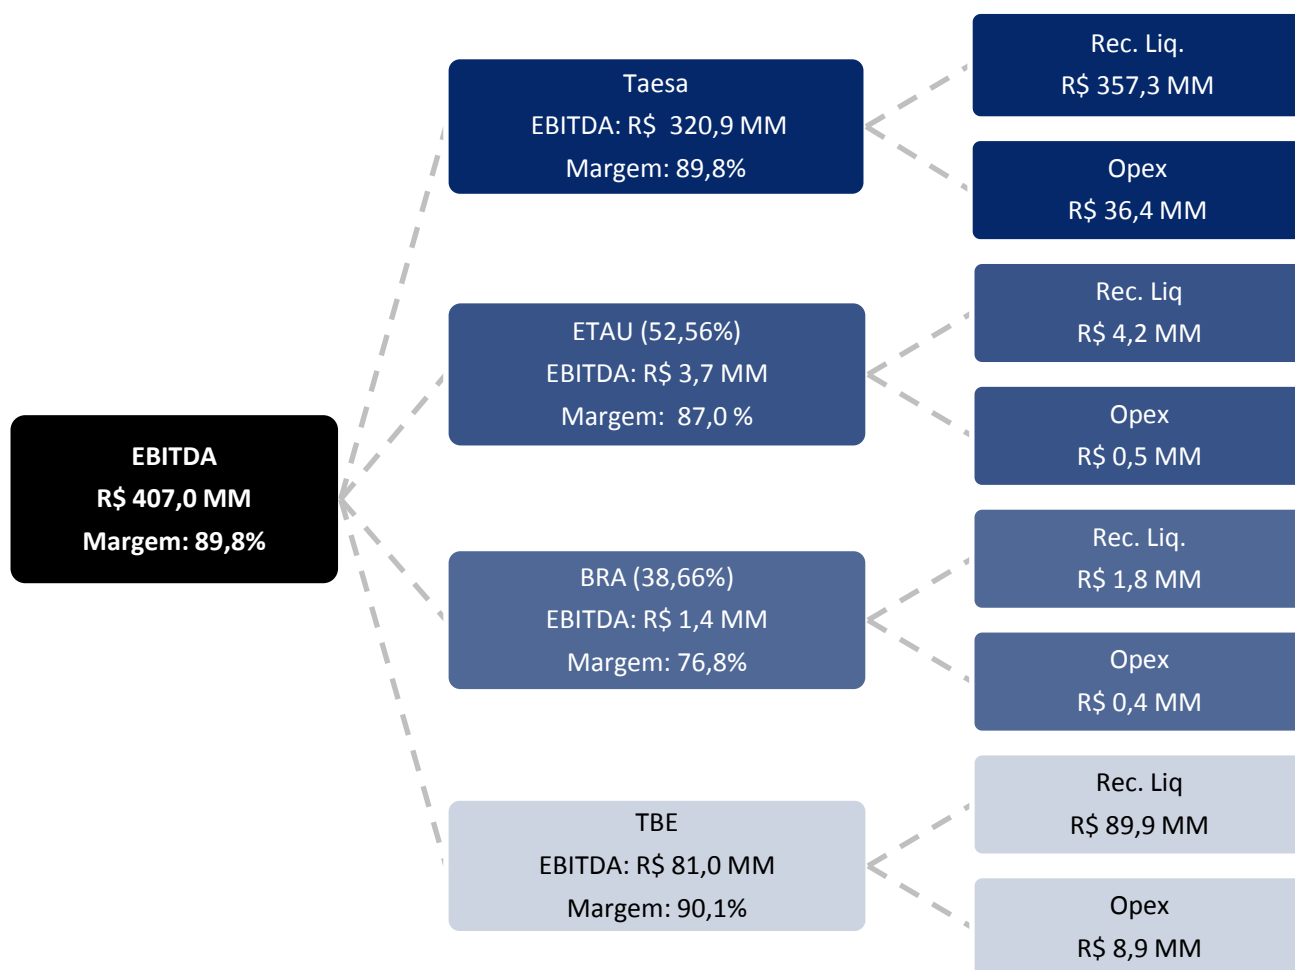 EBITDA
R$ 407,0 MM
Margem: 89,8%
Taesa
EBITDA: R$ 320,9 MM
Margem: 89,8%
Rec. Liq.
R$ 357,3 MM
Opex
R$ 36,4 MM
ETAU (52,56%)
EBITDA: R$ 3,7 MM
Margem: 87,0 %
Rec. Liq
R$ 4,2 MM
Opex
R$ 0,5 MM
BRA (38,66%)
EBITDA: R$ 1,4 MM
Margem: 76,8%
Rec. Liq.
R$ 1,8 MM
Opex
R$ 0,4 MM
TBE
EBITDA: R$ 81,0 MM
Margem: 90,1%
Rec. Liq
R$ 89,9 MM
Opex
R$ 8,9 MM